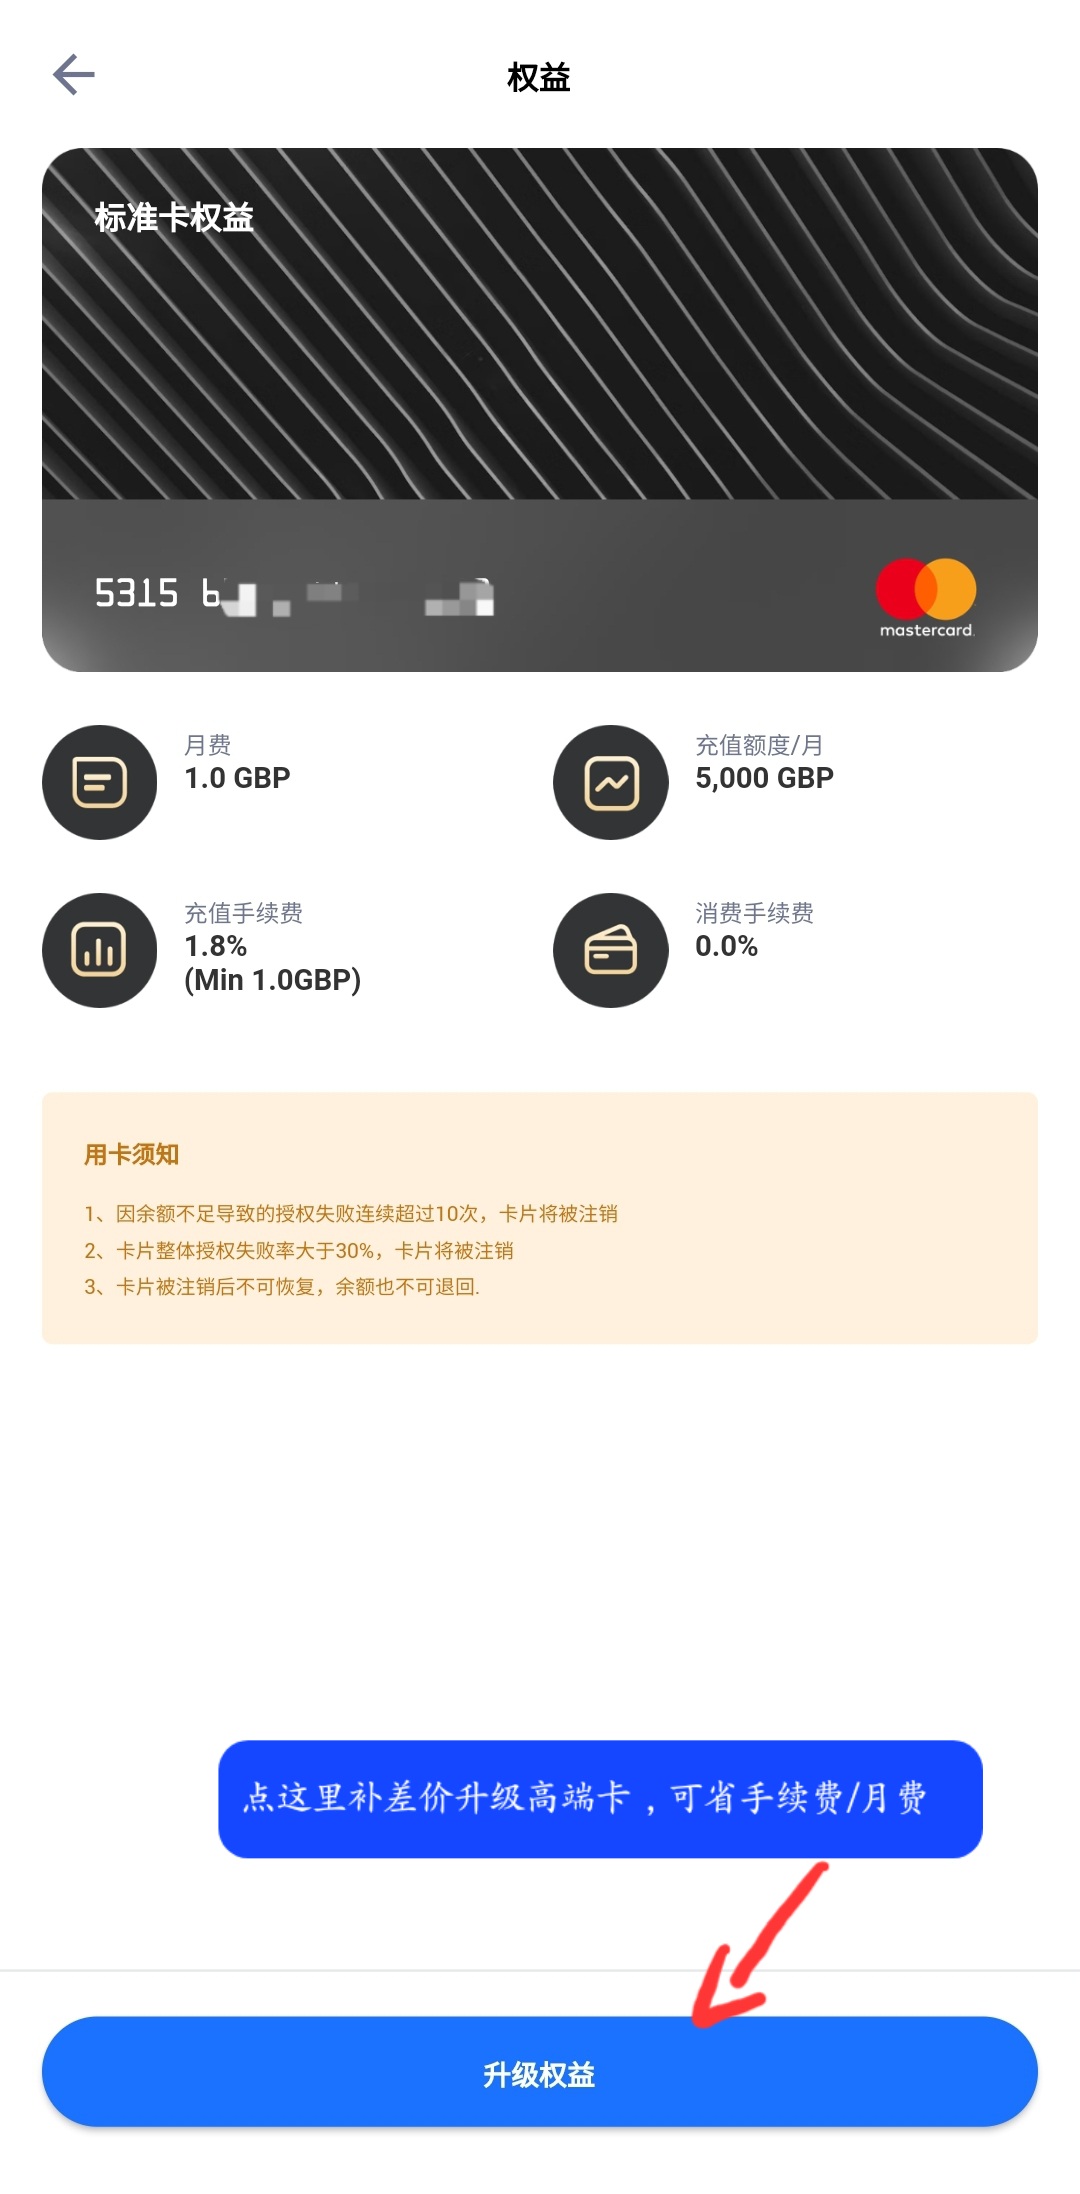 权益
标准卡权益
5315
mastercard.
月费
1.0 GBP
充值额度/月
5,000 GBP
充值手续费
1.8%
(Min 1.0GBP)
消费手续费
0.0%
用卡须知
1、因余额不足导致的授权失败连续超过10次，卡片将被注销
2、卡片整体授权失败率大于30%，卡片将被注销
3、卡片被注销后不可恢复，余额也不可退回.
点这里补差价升级高端卡，可省手续费/月费
升级权益